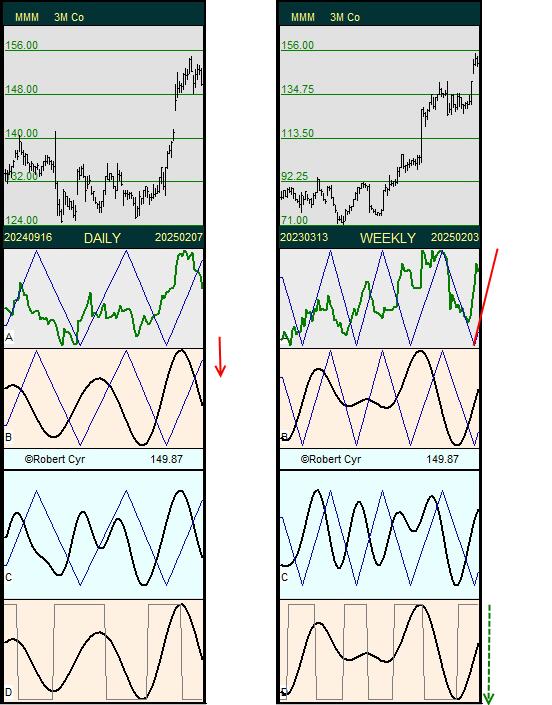 MMM 3M Co
156.00
148.00
140.00
132.00
124.00
20240916 DAILY 20250207
A
B
©Robert Cyr 149.87
C
D
MMM 3M Co
156.00
134.75
113.50
92.25
71.00
20230313 WEEKLY 20250203
A
B
©Robert Cyr 149.87
C
D